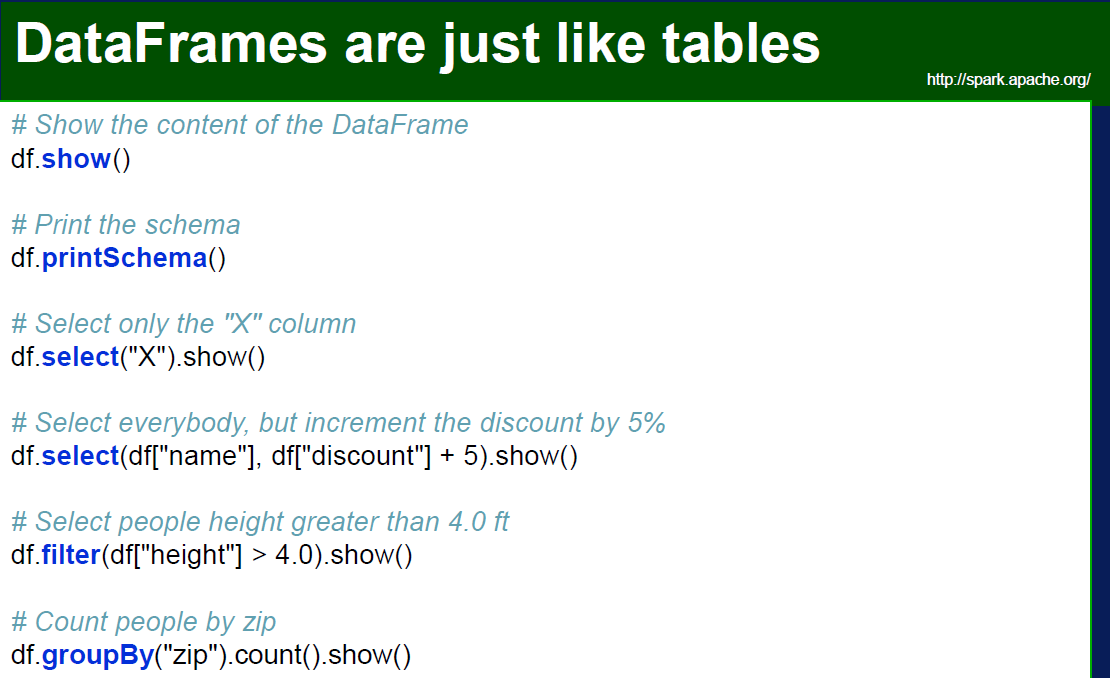 DataFrames are just like tables
http://spark.apache.org/
# Show the content of the DataFrame
df.show()
# Print the schema
df.printSchema()
# Select only the "X" column
df.select("X").show()
# Select everybody, but increment the discount by 5%
df.select(df["name"], df["discount"] + 5).show()
# Select people height greater than 4.0 ft
df.filter(df["height"] > 4.0).show()
# Count people by zip
df.groupBy("zip").count().show()